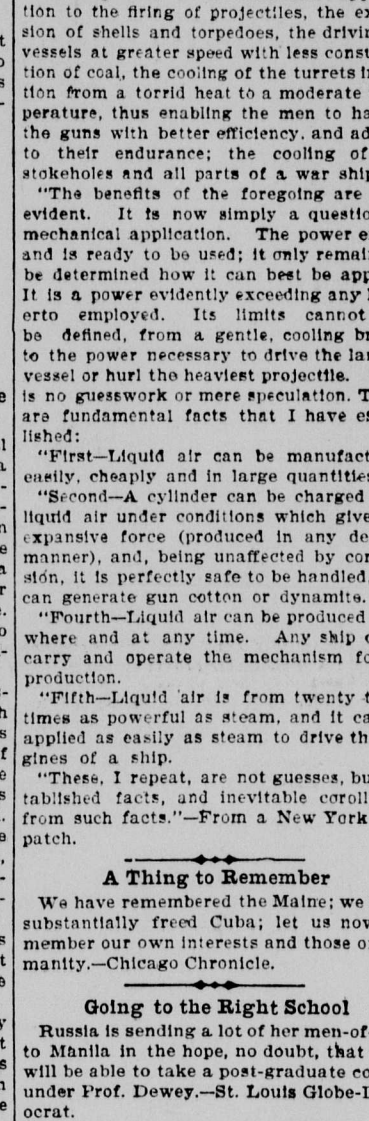 tion to the firing of projectiles, the ex
sion of shells and torpedoes, the drivin
vessels at greater speed with less const
tion of coal, the cooling of the turrets i
tion from a torrid heat to a moderate
perature, thus enabling the men to ha
the guns with better efficiency, and ad
to their endurance; the cooling of
stokeholes and all parts of a war ship
"The benefits of the foregoing are
evident. It is now simply a questio
mechanical application. The power e
and is ready to be used; it only remai
be determined how it can best be app
It is a power evidently exceeding any
erto employed. Its limits cannot
be defined, from a gentle, cooling br
to the power necessary to drive the lar
vessel or hurl the heaviest projectile.
is no guesswork or mere speculation. T
are fundamental facts that I have es
lished:
"First—Liquid air can be manufact
easily, cheaply and in large quantities
"Second—A cylinder can be charged
liquid air under conditions which give
expansive force (produced in any de
manner), and, being unaffected by con
sion, it is perfectly safe to be handled.
can generate gun cotton or dynamite.
"Fourth—Liquid air can be produced
where and at any time. Any ship c
carry and operate the mechanism fo
production.
"Fifth—Liquid air is from twenty t
times as powerful as steam, and it ca
applied as easily as steam to drive th
gines of a ship.
"These, I repeat, are not guesses, bu
tablished facts, and inevitable coroll
from such facts."—From a New York
patch.
A Thing to Remember
We have remembered the Maine; we
substantially freed Cuba; let us nov
member our own interests and those o
manity.—Chicago Chronicle.
Going to the Right School
Russia is sending a lot of her men-of-
to Manila in the hope, no doubt, that
will be able to take a post-graduate co
under Prof. Dewey.—St. Louis Globe-D
ocrat.